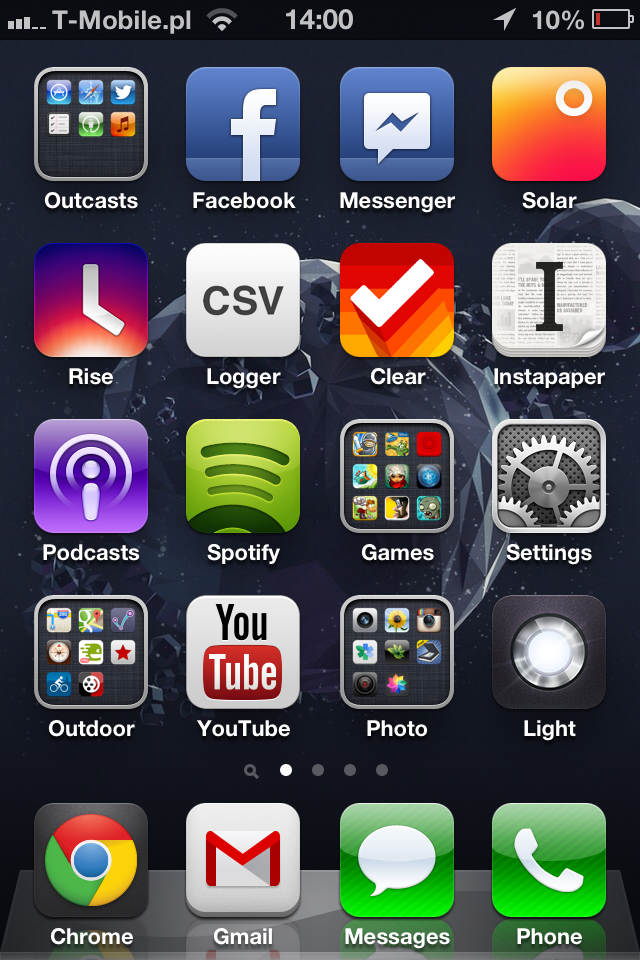 T-Mobile.pl 14:00 10%
Outcasts Facebook Messenger Solar
CSV
Rise Logger Clear Instapaper
Podcasts Spotify Games Settings
You
Tube
Outdoor YouTube Photo Light
Chrome Gmail Messages Phone